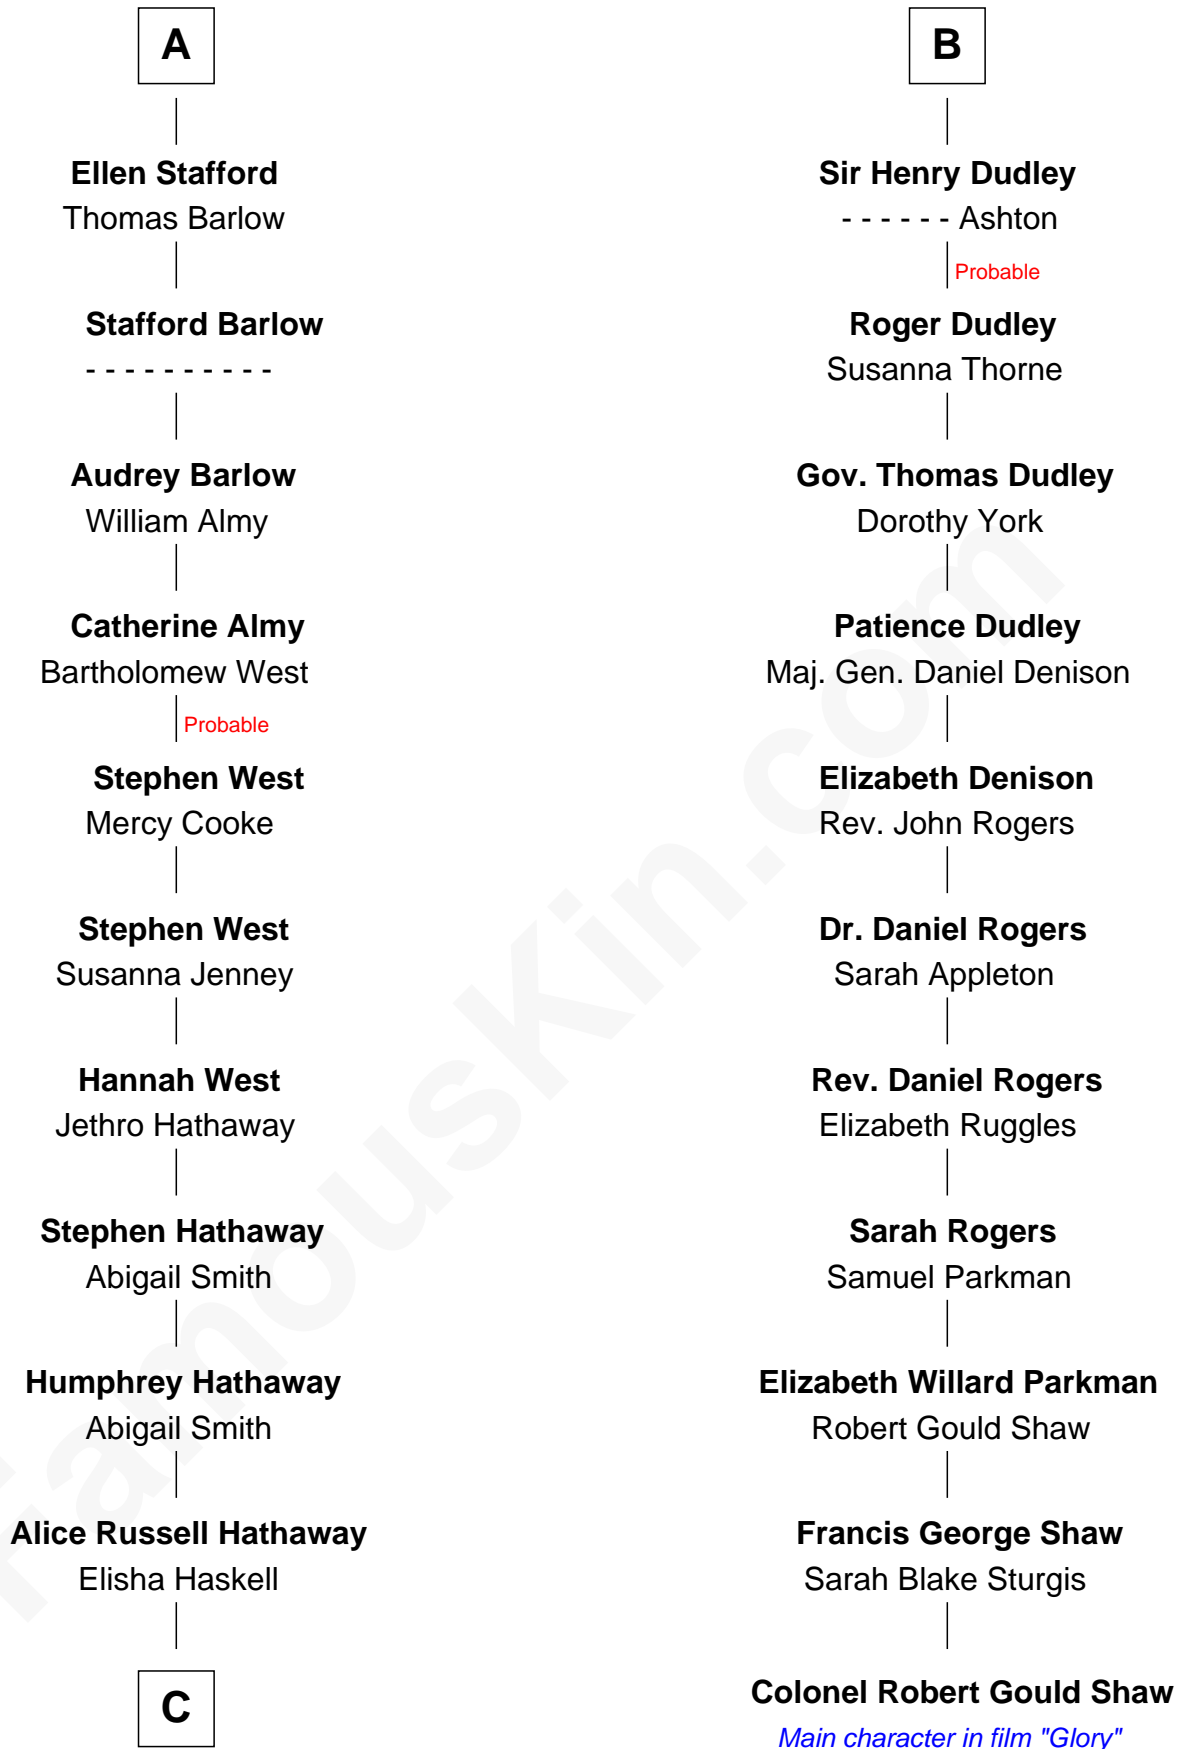 A
Ellen Stafford
Thomas Barlow
Stafford Barlow
- - - - - - - - - -
Audrey Barlow
William Almy
Catherine Almy
Bartholomew West
Probable
Stephen West
Mercy Cooke
Stephen West
Susanna Jenney
Hannah West
Jethro Hathaway
Stephen Hathaway
Abigail Smith
Humphrey Hathaway
Abigail Smith
Alice Russell Hathaway
Elisha Haskell
C
B
Sir Henry Dudley
- - - - - - Ashton
Probable
Roger Dudley
Susanna Thorne
Gov. Thomas Dudley
Dorothy York
Patience Dudley
Maj. Gen. Daniel Denison
Elizabeth Denison
Rev. John Rogers
Dr. Daniel Rogers
Sarah Appleton
Rev. Daniel Rogers
Elizabeth Ruggles
Sarah Rogers
Samuel Parkman
Elizabeth Willard Parkman
Robert Gould Shaw
Francis George Shaw
Sarah Blake Sturgis
Colonel Robert Gould Shaw
Main character in film "Glory"
FamousKin.com